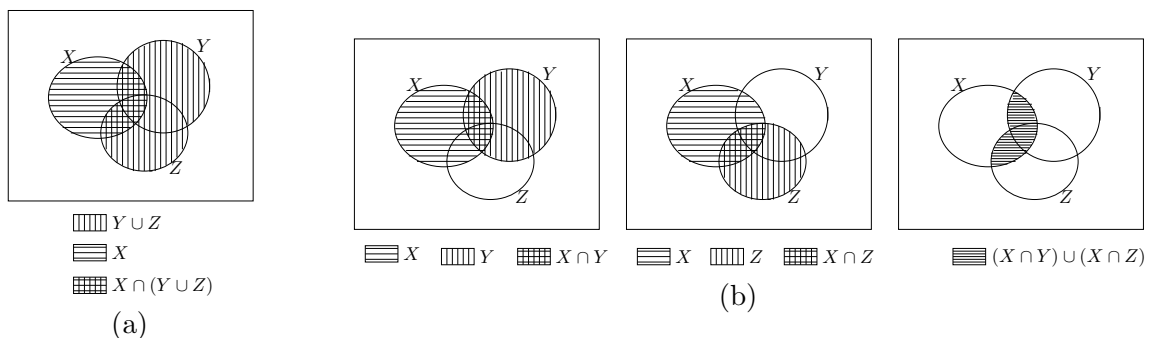 X
Y
Z
Y ∪ Z
X
X ∩ (Y ∪ Z)
(a)
X
Y
Z
X Y X ∩ Y
X
Y
Z
X Z X ∩ Z
X
Y
Z
(X ∩ Y) ∪ (X ∩ Z)
(b)